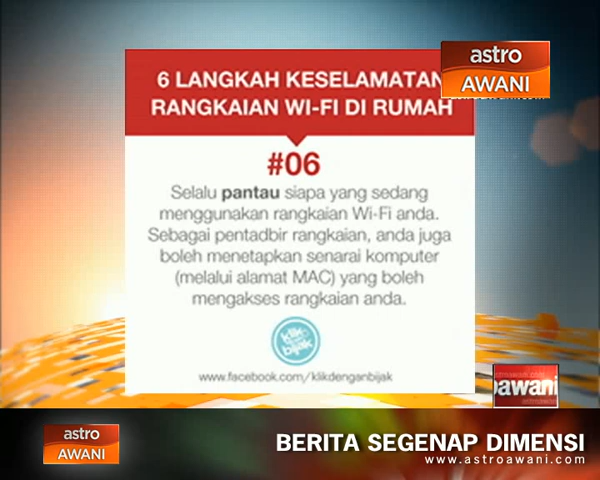 astro
AWANI
6 LANGKAH KESELAMATAN
RANGKAIAN WI-FI DI RUMAH
#06
Selalu pantau siapa yang sedang
menggunakan rangkaian Wi-Fi anda.
Sebagai pentadbir rangkaian, anda juga
boleh menetapkan senarai komputer
(melalui alamat MAC) yang boleh
mengakses rangkaian anda.
klik
bijak
www.facebook.com/klikdenganbijak
awani
astro
AWANI
BERITA SEGENAP DIMENSI
www.astroawani.com